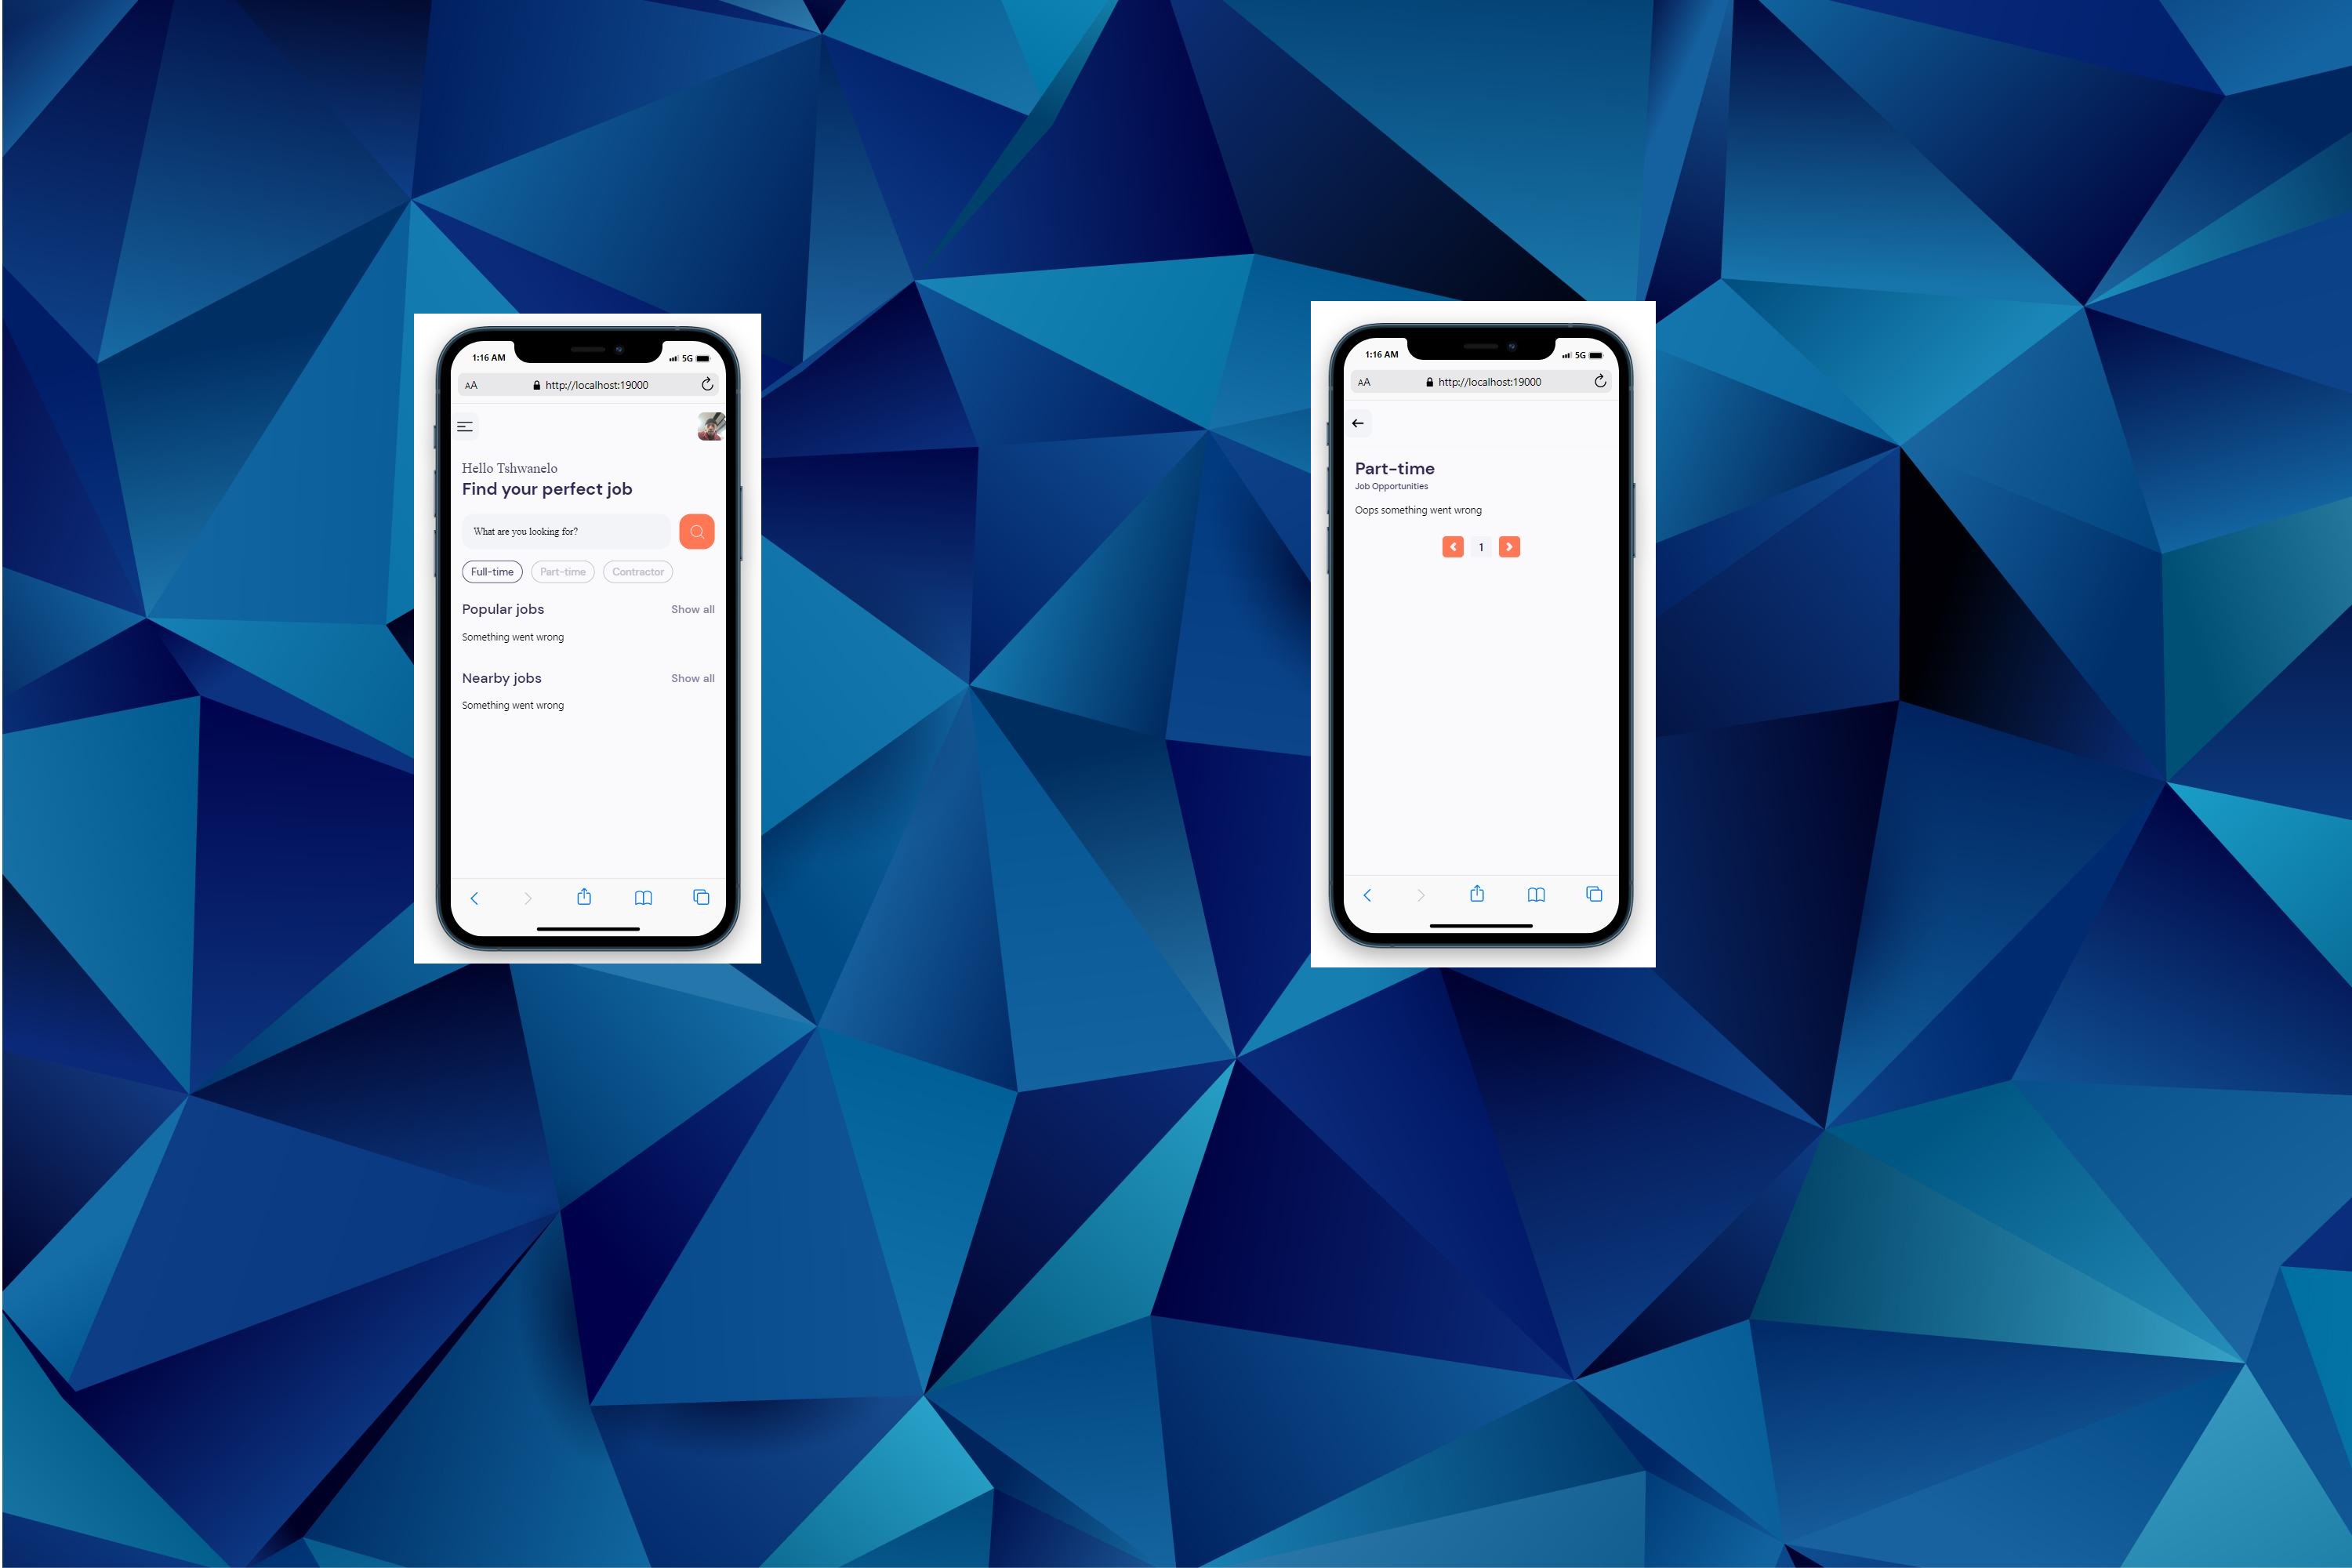 1:16 AM 5G
AA http://localhost:19000
Hello Tshwanelo
Find your perfect job
What are you looking for?
Full-time Part-time Contractor
Popular jobs Show all
Something went wrong
Nearby jobs Show all
Something went wrong
1:16 AM 5G
AA http://localhost:19000
Part-time
Job Opportunities
Oops something went wrong
1